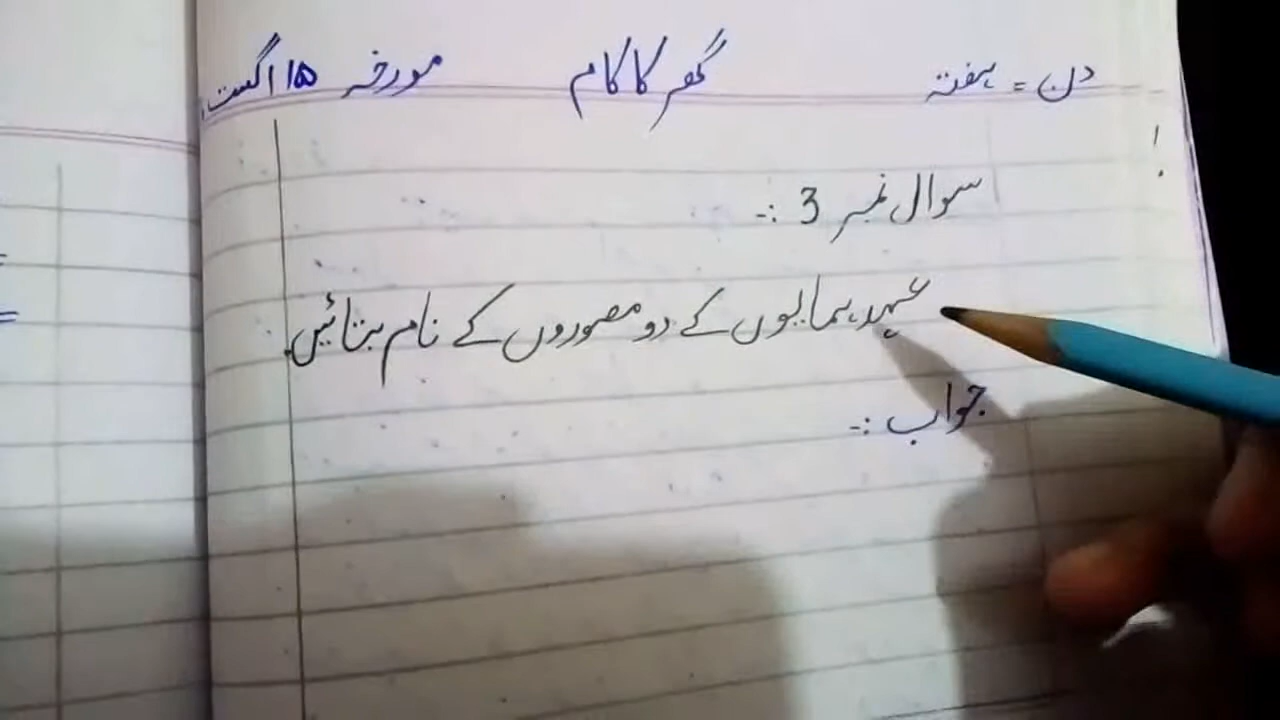 دن = ہفتہ گھر کا کام مورخہ ۱۵ اگست
سوال نمبر 3 :-
عہد ہمایوں کے دو مصوروں کے نام بتائیں
جواب :-